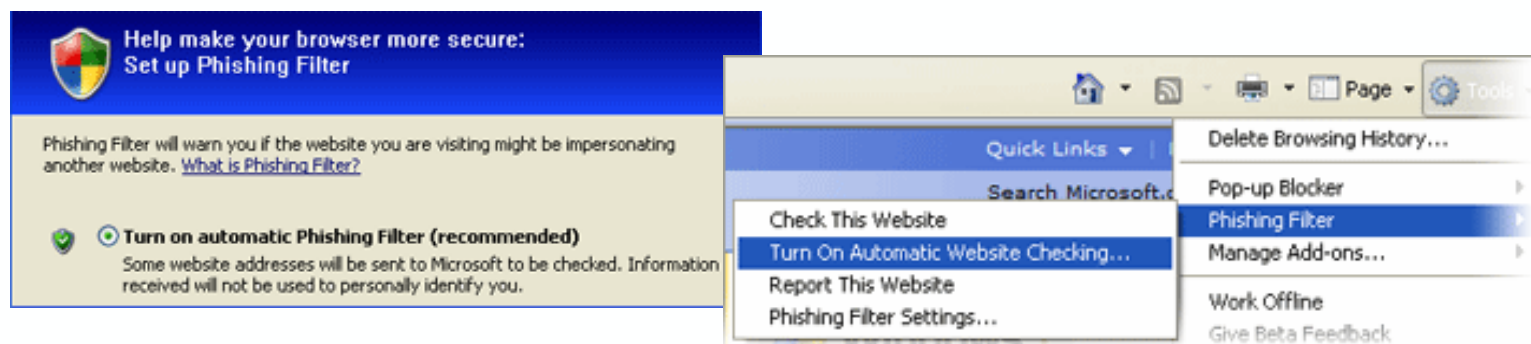 Help make your browser more secure:
Set up Phishing Filter
Phishing Filter will warn you if the website you are visiting might be impersonating
another website. What is Phishing Filter?
Turn on automatic Phishing Filter (recommended)
Some website addresses will be sent to Microsoft to be checked. Information
received will not be used to personally identify you.
Page
Tools
Quick Links
Search Microsoft.c
Delete Browsing History...
Pop-up Blocker
Phishing Filter
Manage Add-ons...
Work Offline
Give Beta Feedback
Check This Website
Turn On Automatic Website Checking...
Report This Website
Phishing Filter Settings...